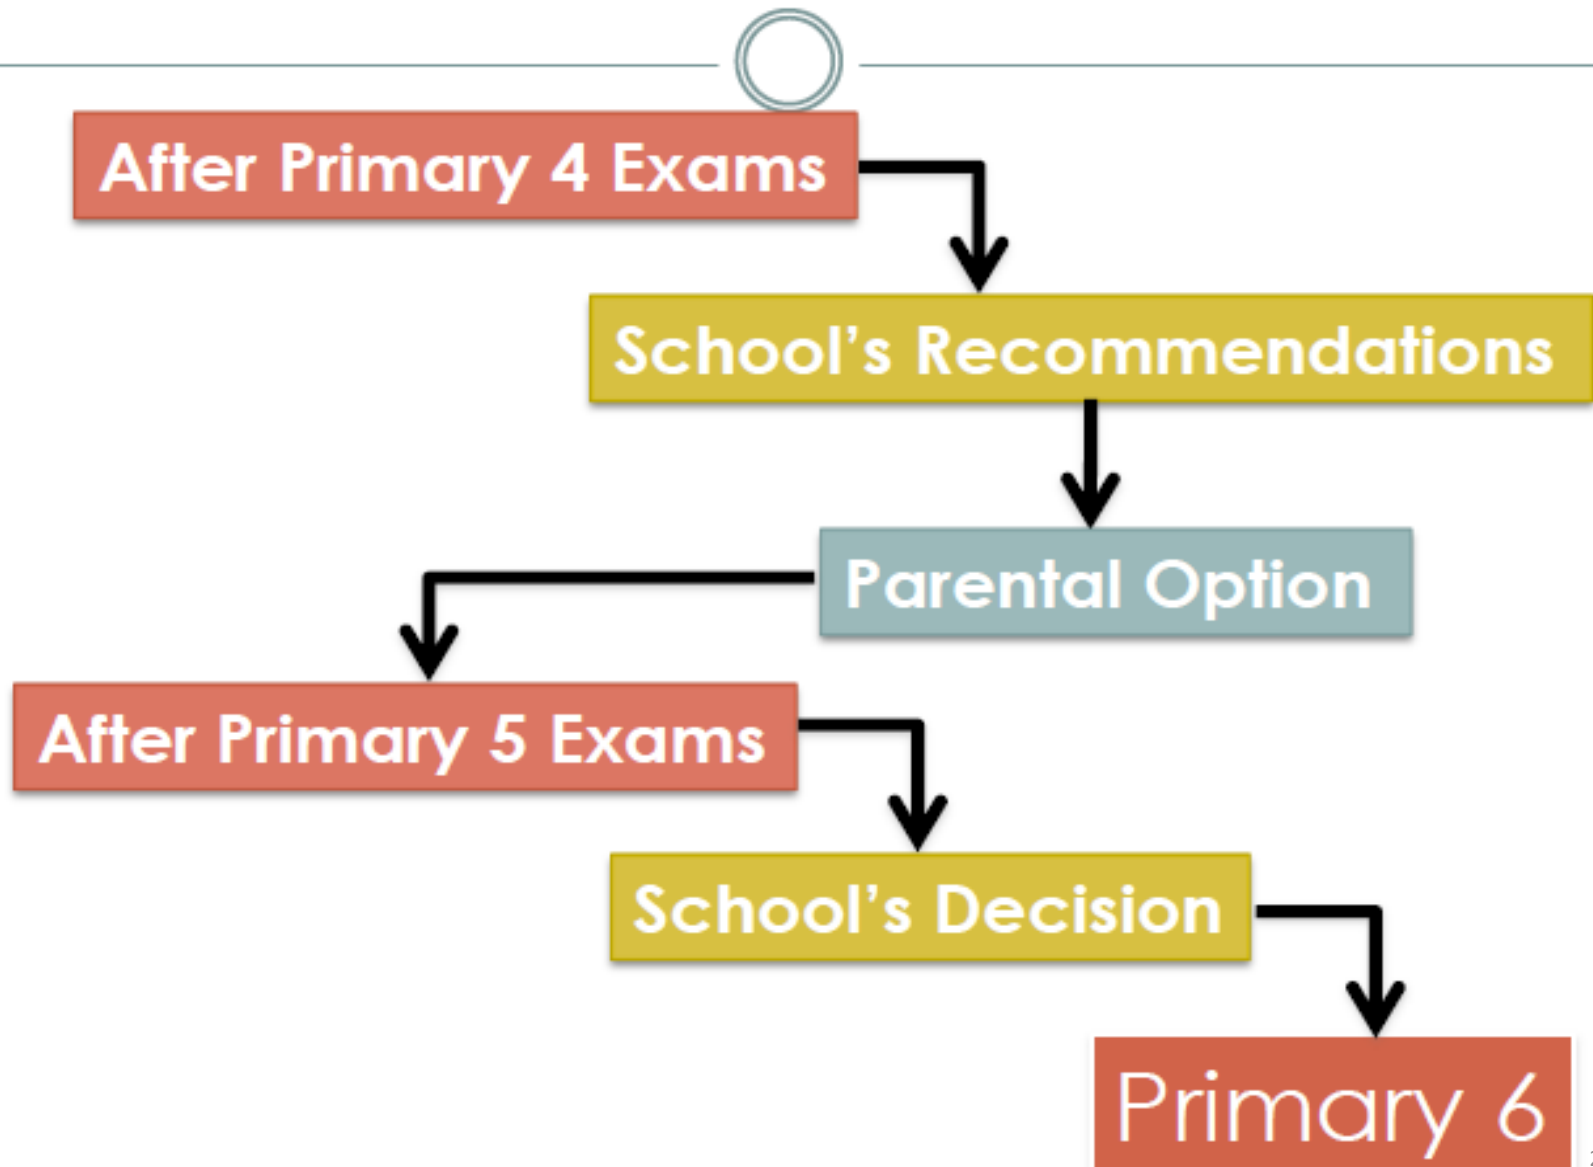 After Primary 4 Exams
School's Recommendations
Parental Option
After Primary 5 Exams
School's Decision
Primary 6